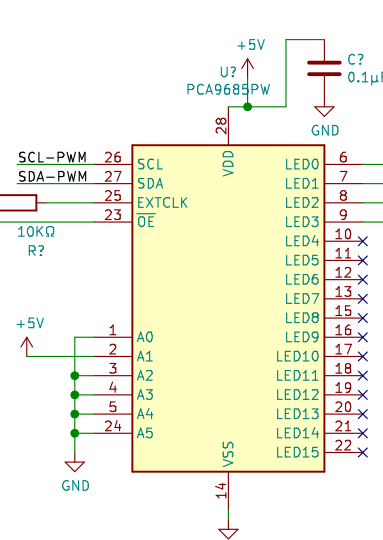 +5V
C?
U?
PCA9685PW
0.1µF
GND
28
VDD
SCL-PWM 26 SCL
SDA-PWM 27 SDA
25 EXTCLK
23 OE
10KΩ
R?
LED0 6
LED1 7
LED2 8
LED3 9
LED4 10
LED5 11
LED6 12
LED7 13
LED8 15
LED9 16
LED10 17
LED11 18
LED12 19
LED13 20
LED14 21
LED15 22
+5V
1 A0
2 A1
3 A2
4 A3
5 A4
24 A5
GND
VSS
14